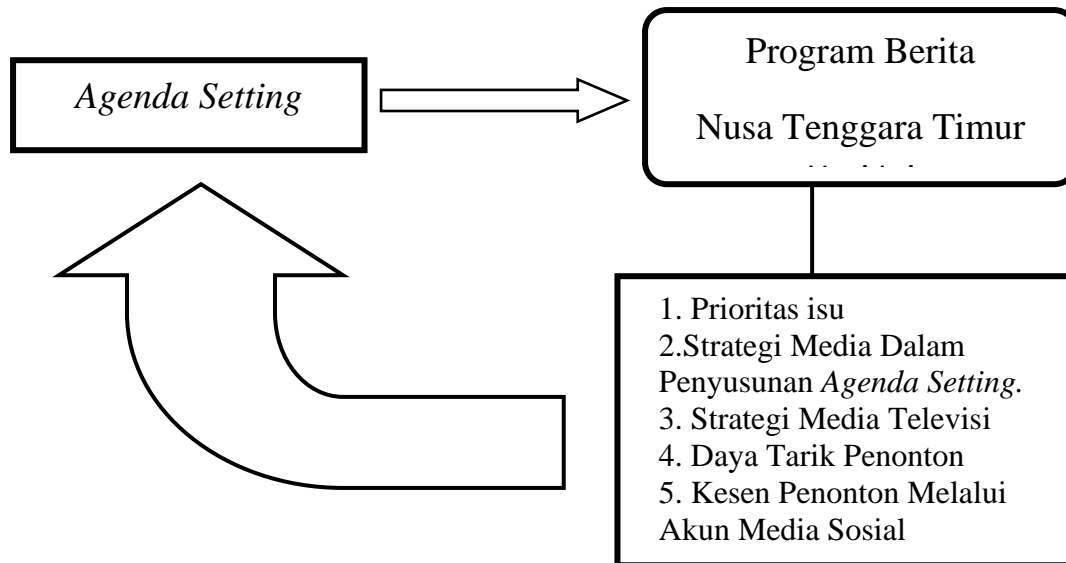 Agenda Setting
Program Berita
Nusa Tenggara Timur
1. Prioritas isu
2.Strategi Media Dalam
Penyusunan Agenda Setting.
3. Strategi Media Televisi
4. Daya Tarik Penonton
5. Kesen Penonton Melalui
Akun Media Sosial